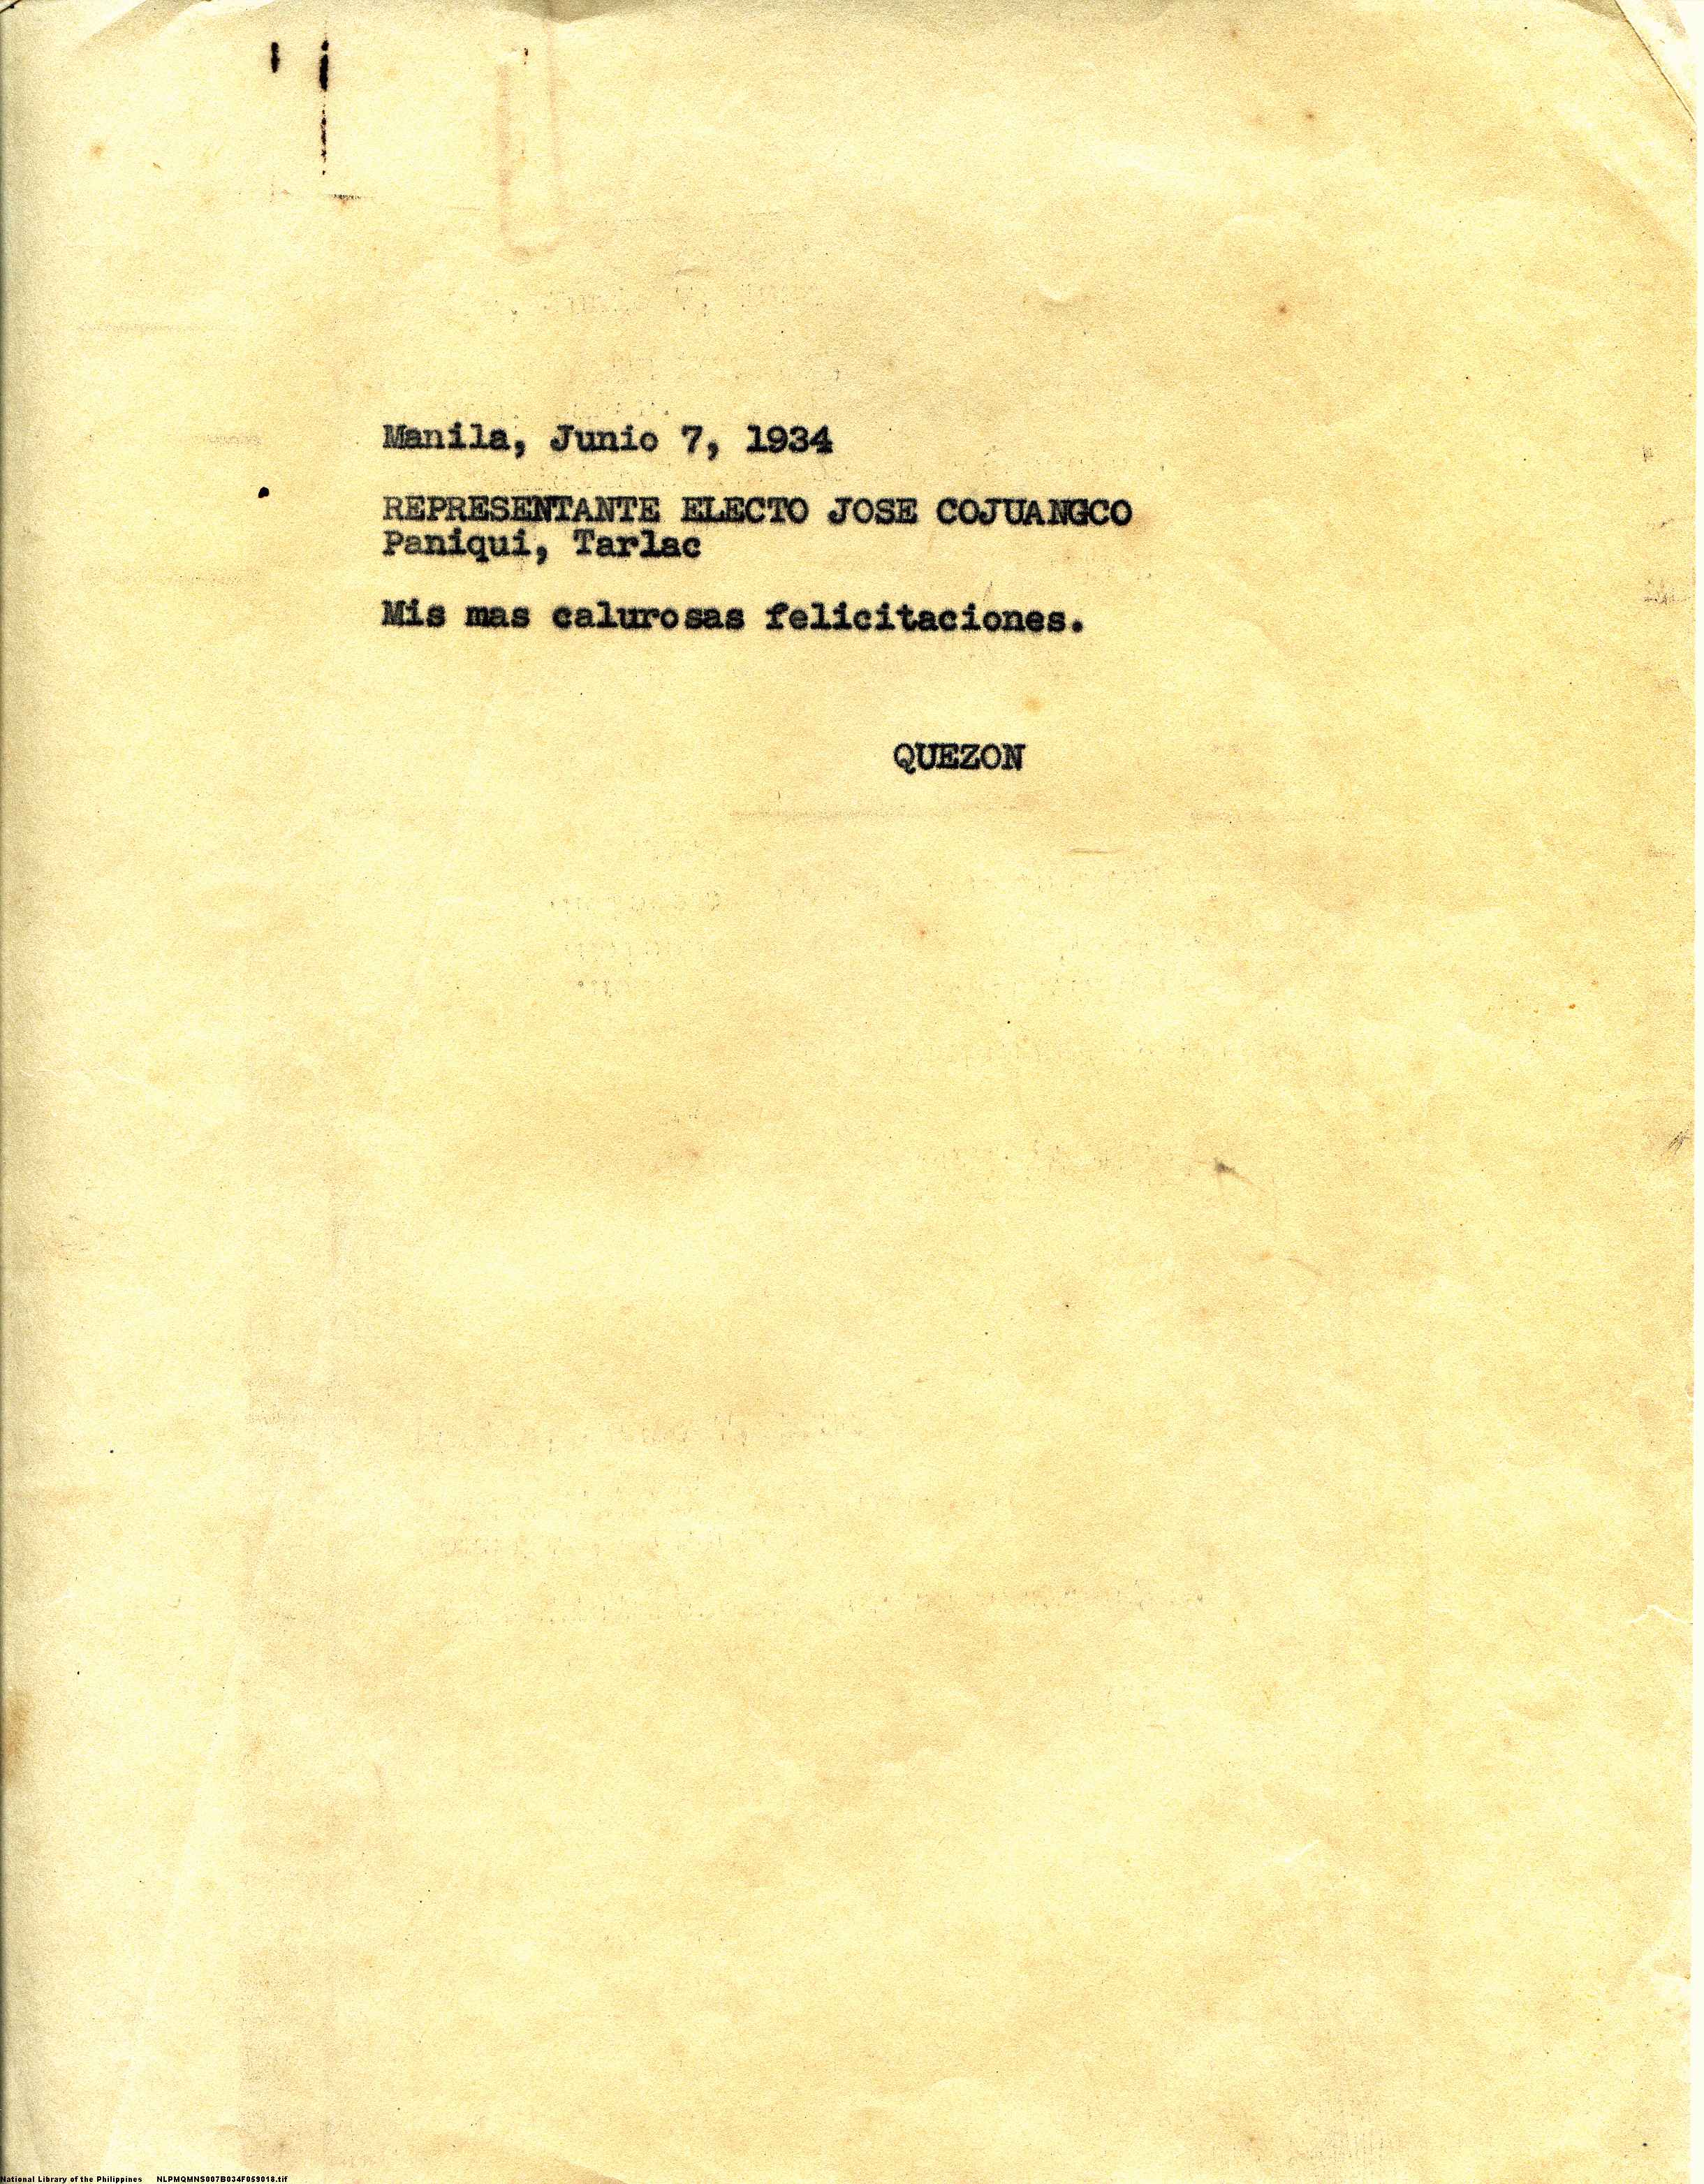 Manila, Junio 7, 1934
REPRESENTANTE ELECTO JOSE COJUANGCO
Paniqui, Tarlac
Mis mas calurosas felicitaciones.
QUEZON
National Library of the Philippines NLPMQMNS007B034F059018.tif